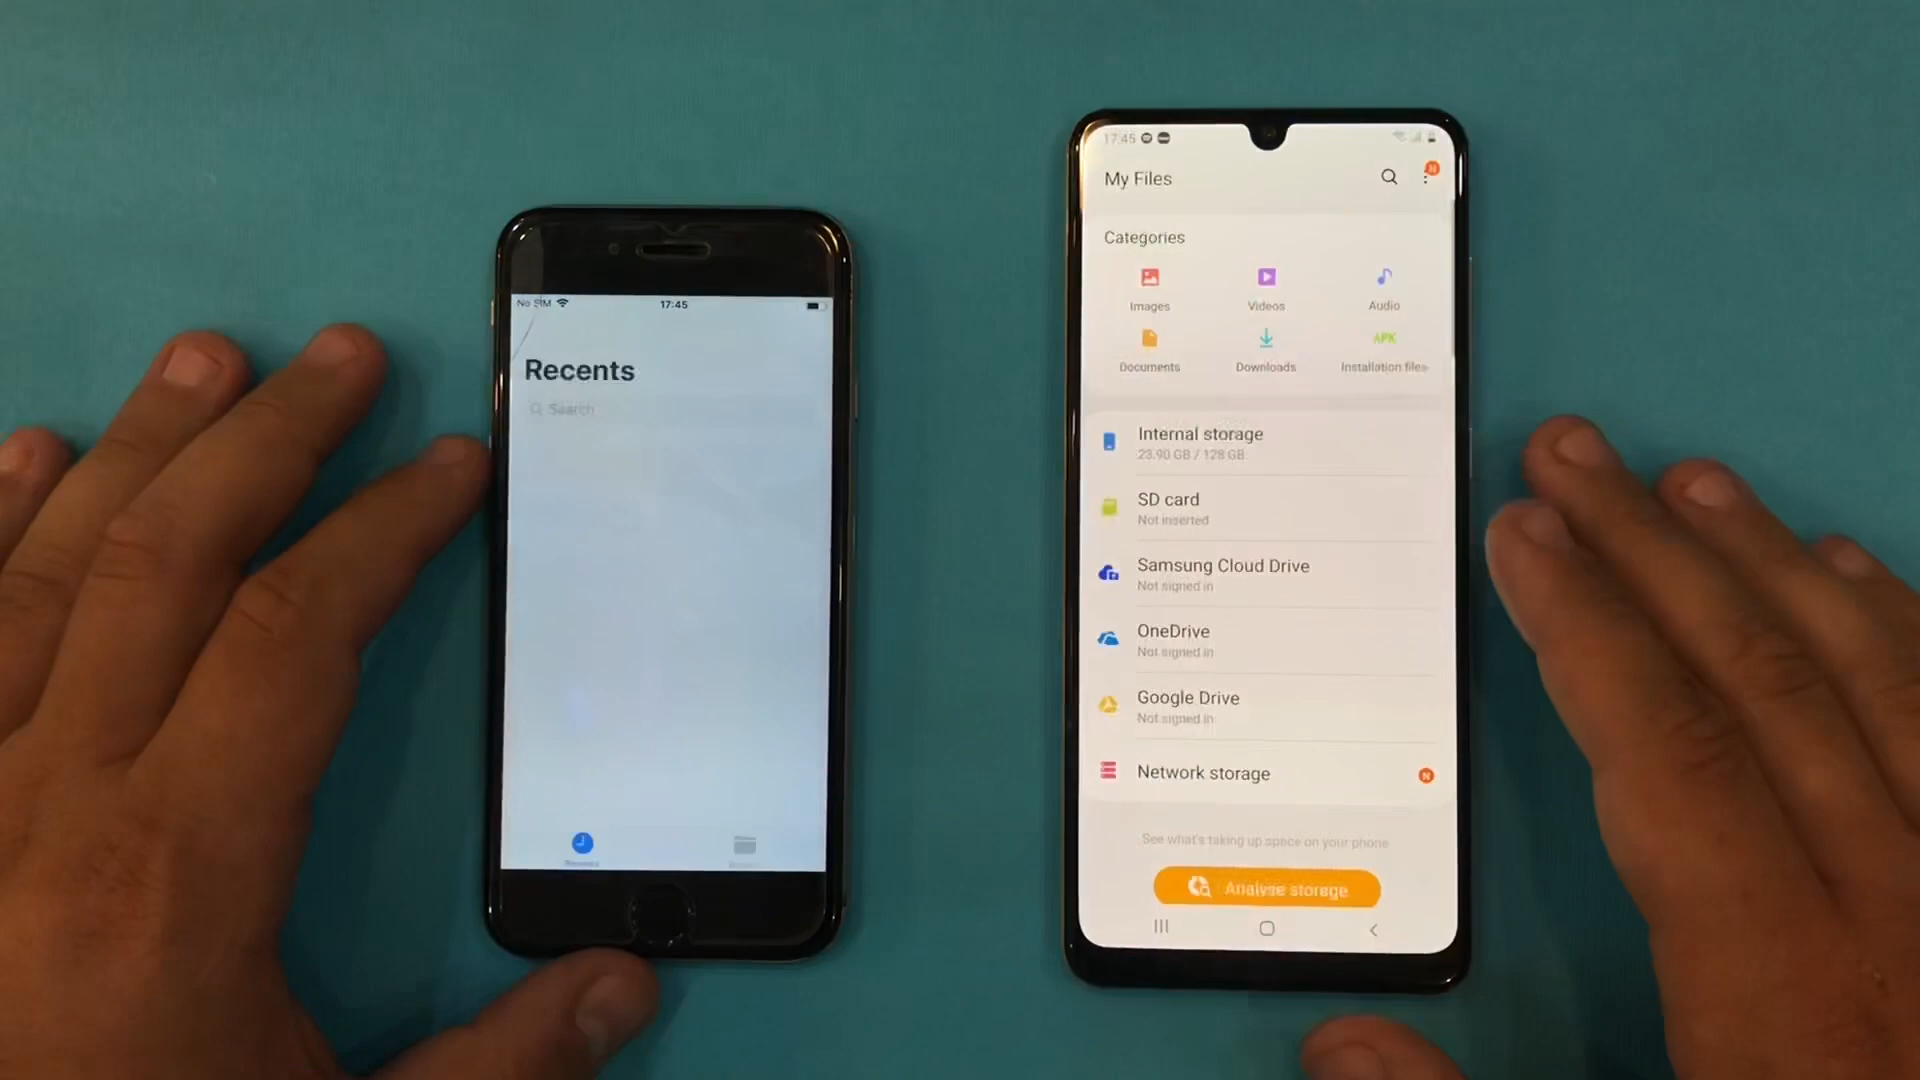 No SIM 17:45
Recents
Search
Recents
17:45
My Files
N
Categories
Images Videos Audio
APK
Documents Downloads Installation files
Internal storage
23.90 GB / 128 GB
SD card
Not inserted
Samsung Cloud Drive
Not signed in
OneDrive
Not signed in
Google Drive
Not signed in
Network storage N
See what's taking up space on your phone
Analyse storage